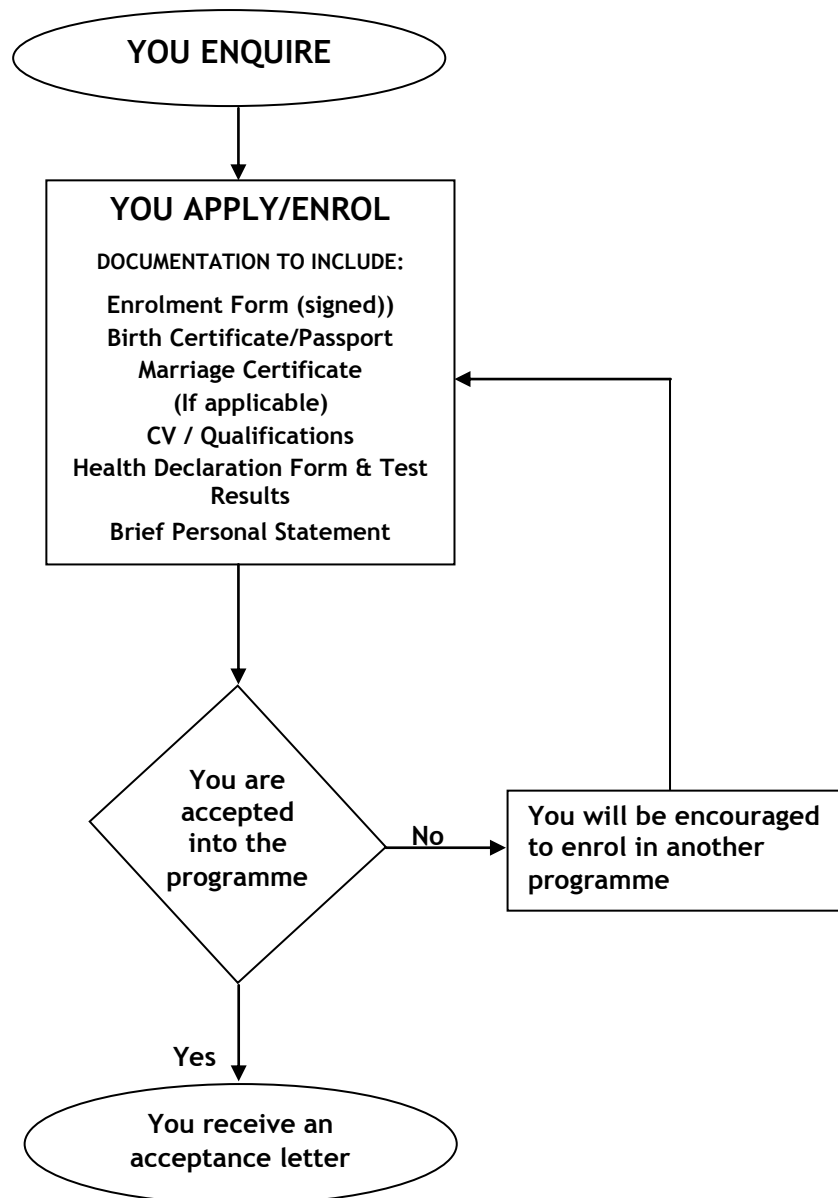 YOU ENQUIRE
YOU APPLY/ENROL
DOCUMENTATION TO INCLUDE:
Enrolment Form (signed))
Birth Certificate/Passport
Marriage Certificate
(If applicable)
CV / Qualifications
Health Declaration Form & Test
Results
Brief Personal Statement
You are
accepted
into the
programme
No
You will be encouraged
to enrol in another
programme
Yes
You receive an
acceptance letter